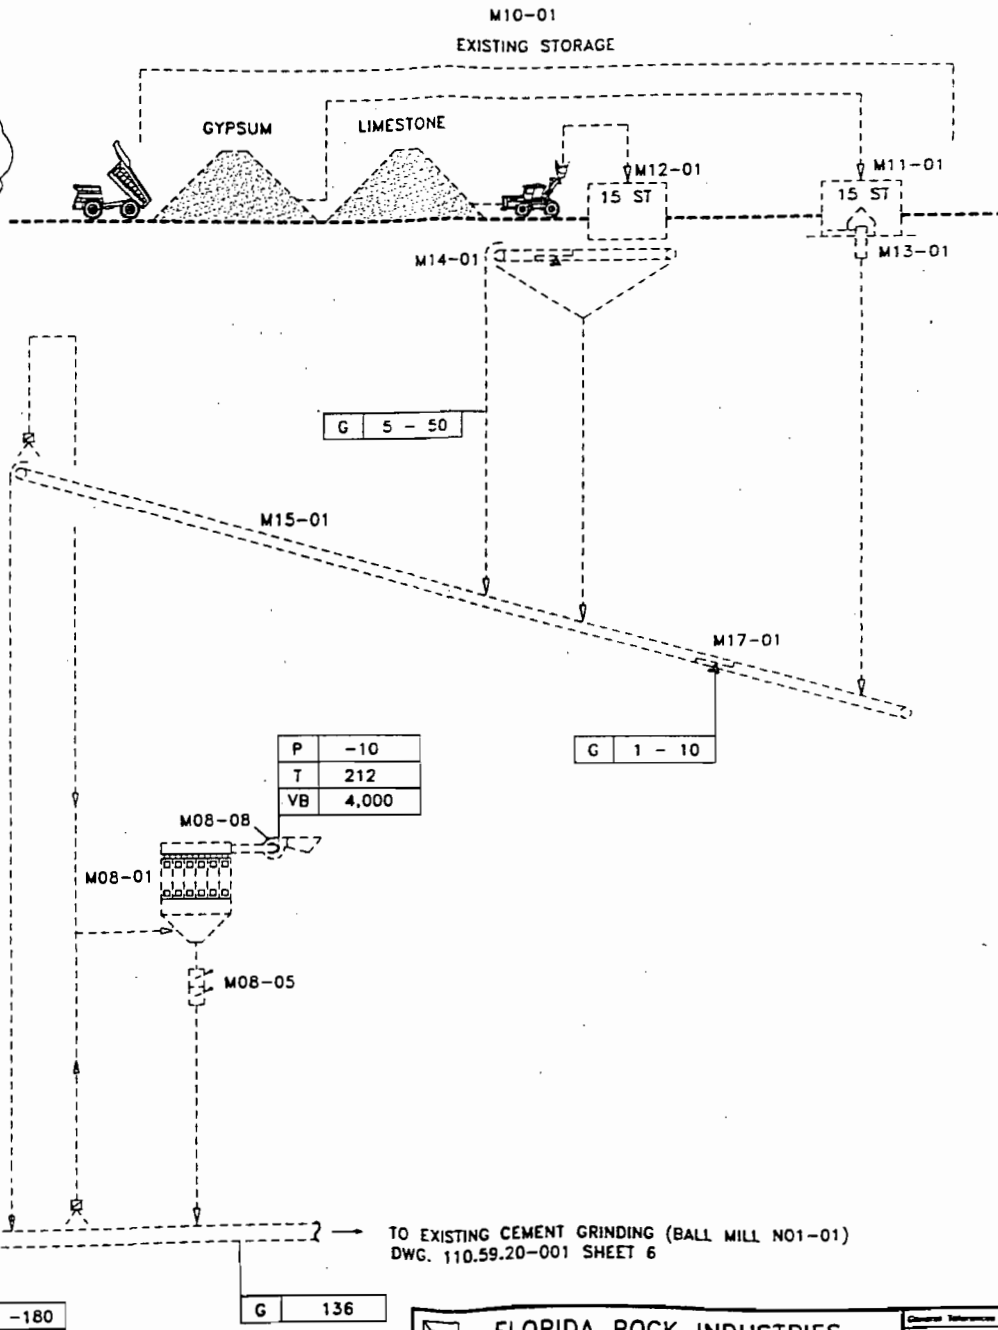 M10-01
EXISTING STORAGE
GYPSUM
LIMESTONE
M12-01
M11-01
15 ST
15 ST
M14-01
M13-01
G 5 - 50
M15-01
M17-01
G 1 - 10
P -10
T 212
VB 4,000
M08-08
M08-01
M08-05
TO EXISTING CEMENT GRINDING (BALL MILL N01-01)
DWG. 110.59.20-001 SHEET 6
-180
G 136
FLORIDA ROCK INDUSTRIES
General Tolerances